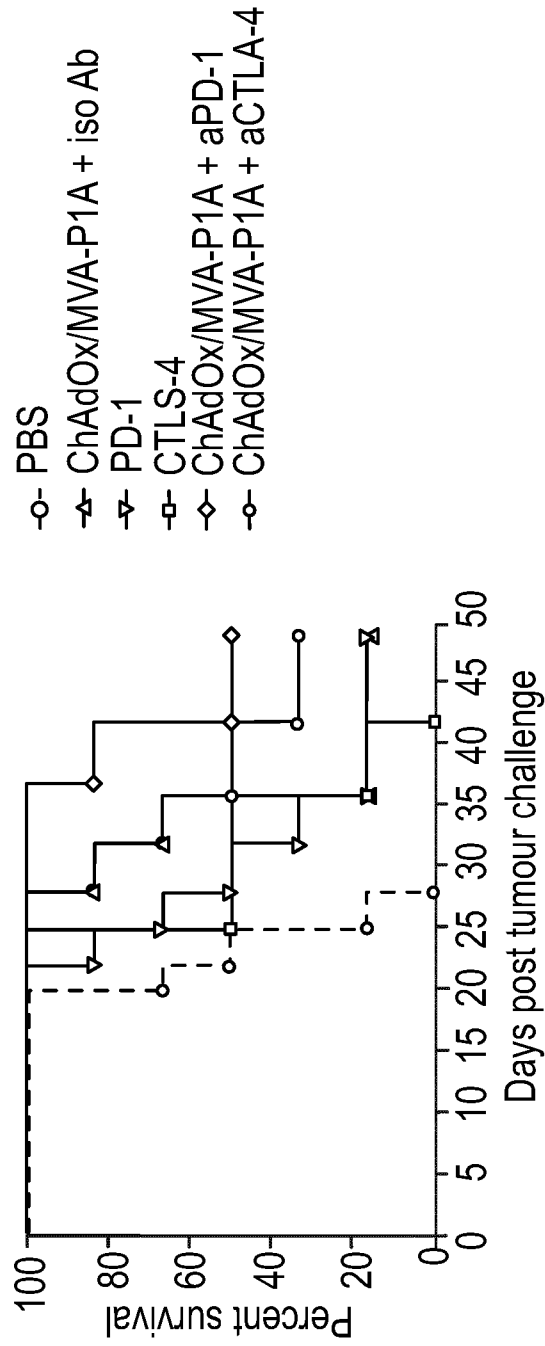 Percent survival
100
80
60
40
20
0
0 5 10 15 20 25 30 35 40 45 50
Days post tumour challenge
PBS
ChAdOx/MVA-P1A + iso Ab
PD-1
CTLS-4
ChAdOx/MVA-P1A + aPD-1
ChAdOx/MVA-P1A + aCTLA-4